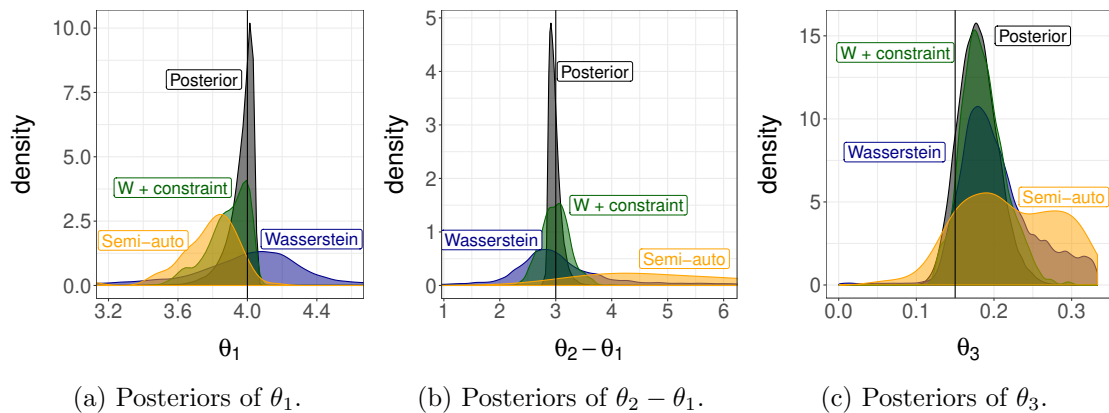 density
10.0
7.5
5.0
2.5
0.0
Posterior
W + constraint
Semi−auto
Wasserstein
3.2
3.6
4.0
4.4
θ1
(a) Posteriors of θ1.
density
5
4
3
2
1
0
Posterior
W + constraint
Wasserstein
Semi−auto
1
2
3
4
5
6
θ2 − θ1
(b) Posteriors of θ2 − θ1.
density
15
10
5
0
Posterior
W + constraint
Wasserstein
Semi−auto
0.0
0.1
0.2
0.3
θ3
(c) Posteriors of θ3.